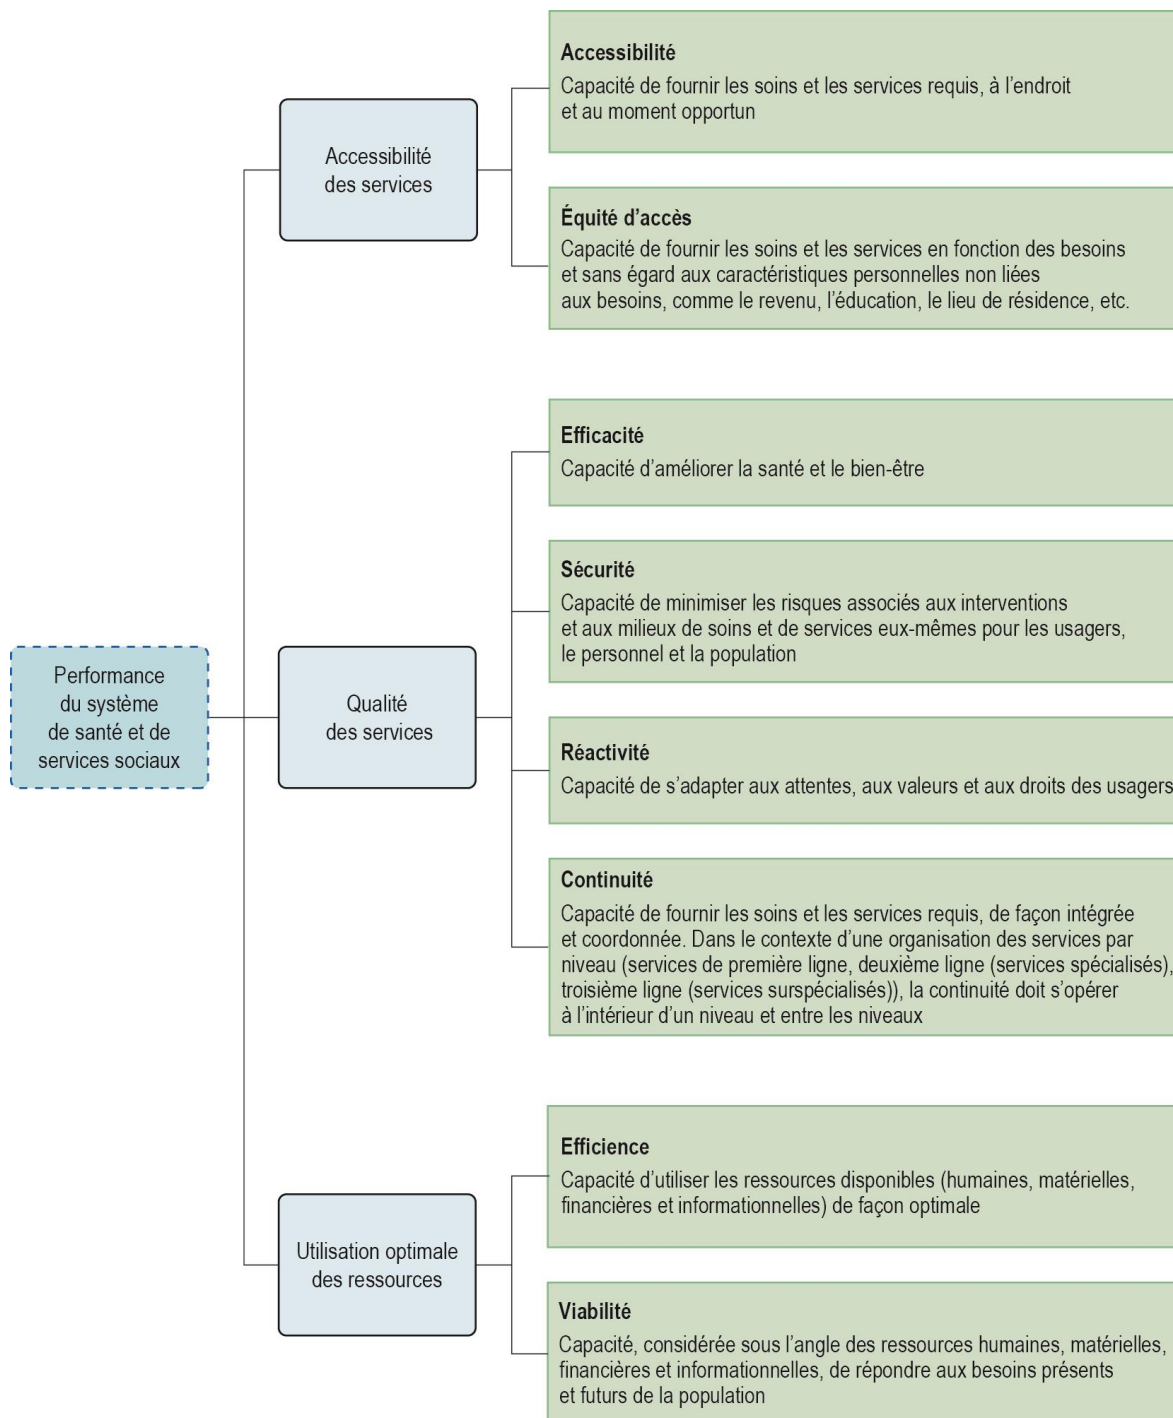 Accessibilité
Capacité de fournir les soins et les services requis, à l’endroit
et au moment opportun
Accessibilité
des services
Équité d’accès
Capacité de fournir les soins et les services en fonction des besoins
et sans égard aux caractéristiques personnelles non liées
aux besoins, comme le revenu, l’éducation, le lieu de résidence, etc.
Efficacité
Capacité d’améliorer la santé et le bien-être
Sécurité
Capacité de minimiser les risques associés aux interventions
et aux milieux de soins et de services eux-mêmes pour les usagers,
le personnel et la population
Performance
du système
de santé et de
services sociaux
Qualité
des services
Réactivité
Capacité de s’adapter aux attentes, aux valeurs et aux droits des usagers
Continuité
Capacité de fournir les soins et les services requis, de façon intégrée
et coordonnée. Dans le contexte d’une organisation des services par
niveau (services de première ligne, deuxième ligne (services spécialisés),
troisième ligne (services surspécialisés)), la continuité doit s’opérer
à l’intérieur d’un niveau et entre les niveaux
Efficience
Capacité d’utiliser les ressources disponibles (humaines, matérielles,
financières et informationnelles) de façon optimale
Utilisation optimale
des ressources
Viabilité
Capacité, considérée sous l’angle des ressources humaines, matérielles,
financières et informationnelles, de répondre aux besoins présents
et futurs de la population